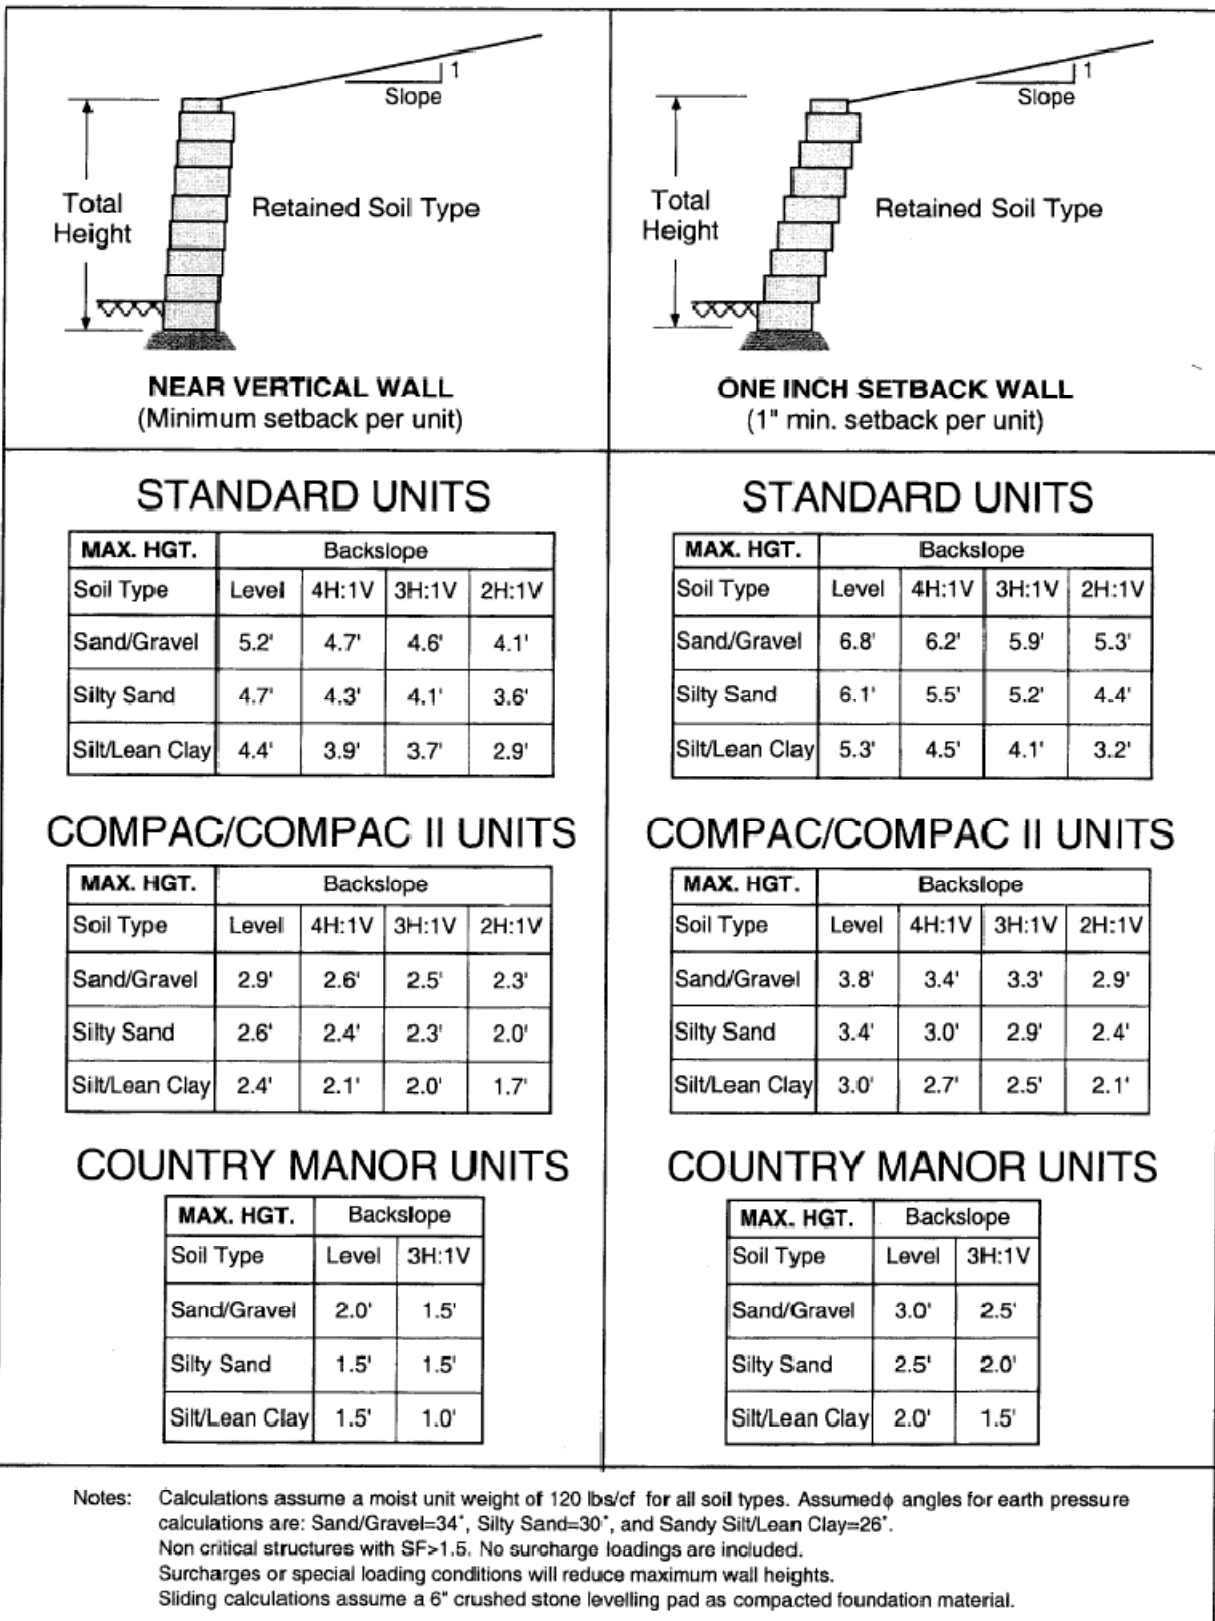 1
Slope
Total
Height
Retained Soil Type
NEAR VERTICAL WALL
(Minimum setback per unit)
1
Slope
Total
Height
Retained Soil Type
ONE INCH SETBACK WALL
(1" min. setback per unit)
STANDARD UNITS
MAX. HGT. Backslope
Soil Type Level 4H:1V 3H:1V 2H:1V
Sand/Gravel 5.2' 4.7' 4.6' 4.1'
Silty Sand 4.7' 4.3' 4.1' 3.6'
Silt/Lean Clay 4.4' 3.9' 3.7' 2.9'
COMPAC/COMPAC II UNITS
MAX. HGT. Backslope
Soil Type Level 4H:1V 3H:1V 2H:1V
Sand/Gravel 2.9' 2.6' 2.5' 2.3'
Silty Sand 2.6' 2.4' 2.3' 2.0'
Silt/Lean Clay 2.4' 2.1' 2.0' 1.7'
COUNTRY MANOR UNITS
MAX. HGT. Backslope
Soil Type Level 3H:1V
Sand/Gravel 2.0' 1.5'
Silty Sand 1.5' 1.5'
Silt/Lean Clay 1.5' 1.0'
STANDARD UNITS
MAX. HGT. Backslope
Soil Type Level 4H:1V 3H:1V 2H:1V
Sand/Gravel 6.8' 6.2' 5.9' 5.3'
Silty Sand 6.1' 5.5' 5.2' 4.4'
Silt/Lean Clay 5.3' 4.5' 4.1' 3.2'
COMPAC/COMPAC II UNITS
MAX. HGT. Backslope
Soil Type Level 4H:1V 3H:1V 2H:1V
Sand/Gravel 3.8' 3.4' 3.3' 2.9'
Silty Sand 3.4' 3.0' 2.9' 2.4'
Silt/Lean Clay 3.0' 2.7' 2.5' 2.1'
COUNTRY MANOR UNITS
MAX. HGT. Backslope
Soil Type Level 3H:1V
Sand/Gravel 3.0' 2.5'
Silty Sand 2.5' 2.0'
Silt/Lean Clay 2.0' 1.5'
Notes: Calculations assume a moist unit weight of 120 lbs/cf for all soil types. Assumed ϕ angles for earth pressure
calculations are: Sand/Gravel=34°, Silty Sand=30°, and Sandy Silt/Lean Clay=26°.
Non critical structures with SF>1.5. No surcharge loadings are included.
Surcharges or special loading conditions will reduce maximum wall heights.
Sliding calculations assume a 6" crushed stone levelling pad as compacted foundation material.